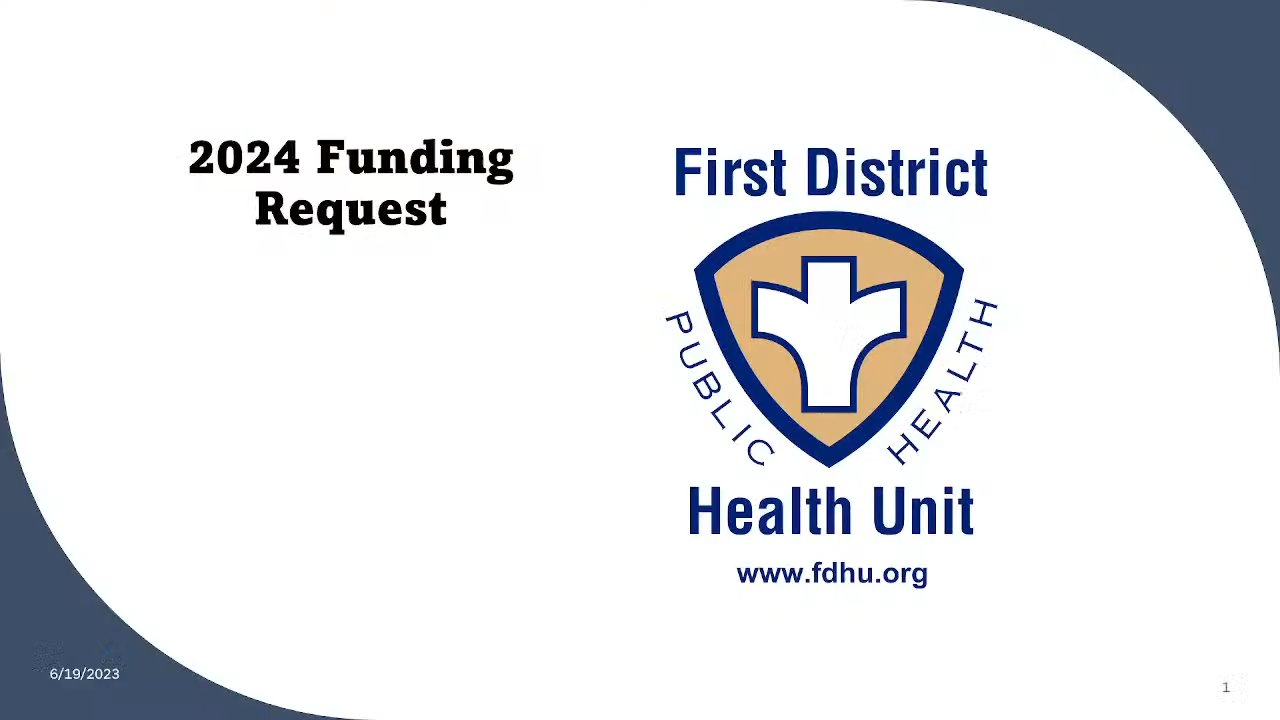 2024 Funding
Request
First District
PUBLIC
HEALTH
Health Unit
www.fdhu.org
6/19/2023
1